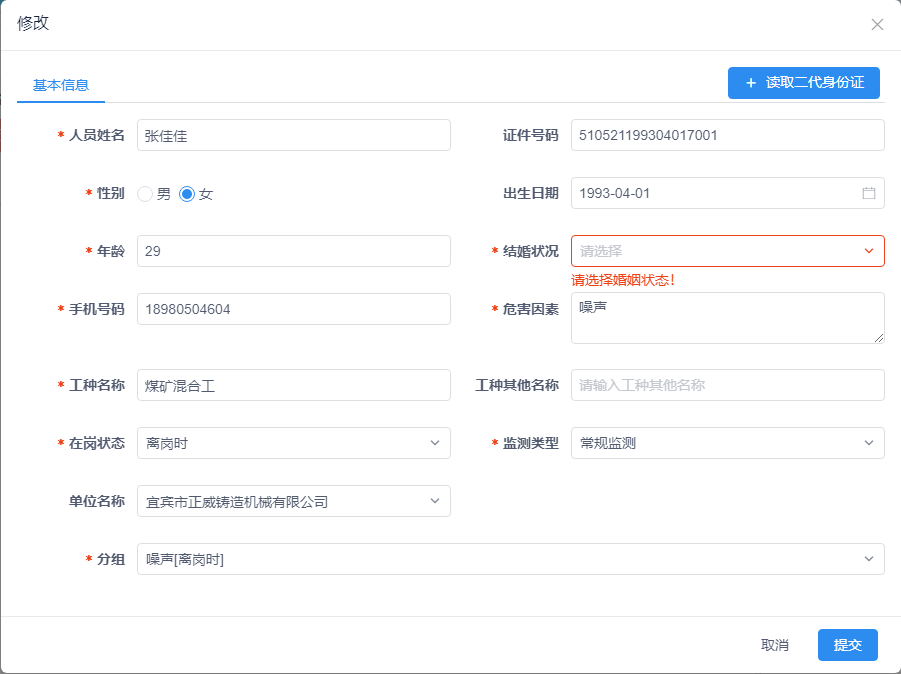 修改
基本信息
+ 读取二代身份证
* 人员姓名 张佳佳
证件号码 510521199304017001
* 性别 男 女
出生日期 1993-04-01
* 年龄 29
* 结婚状况 请选择
请选择婚姻状态!
* 手机号码 18980504604
* 危害因素 噪声
* 工种名称 煤矿混合工
工种其他名称 请输入工种其他名称
* 在岗状态 离岗时
* 监测类型 常规监测
单位名称 宜宾市正威铸造机械有限公司
* 分组 噪声[离岗时]
取消
提交